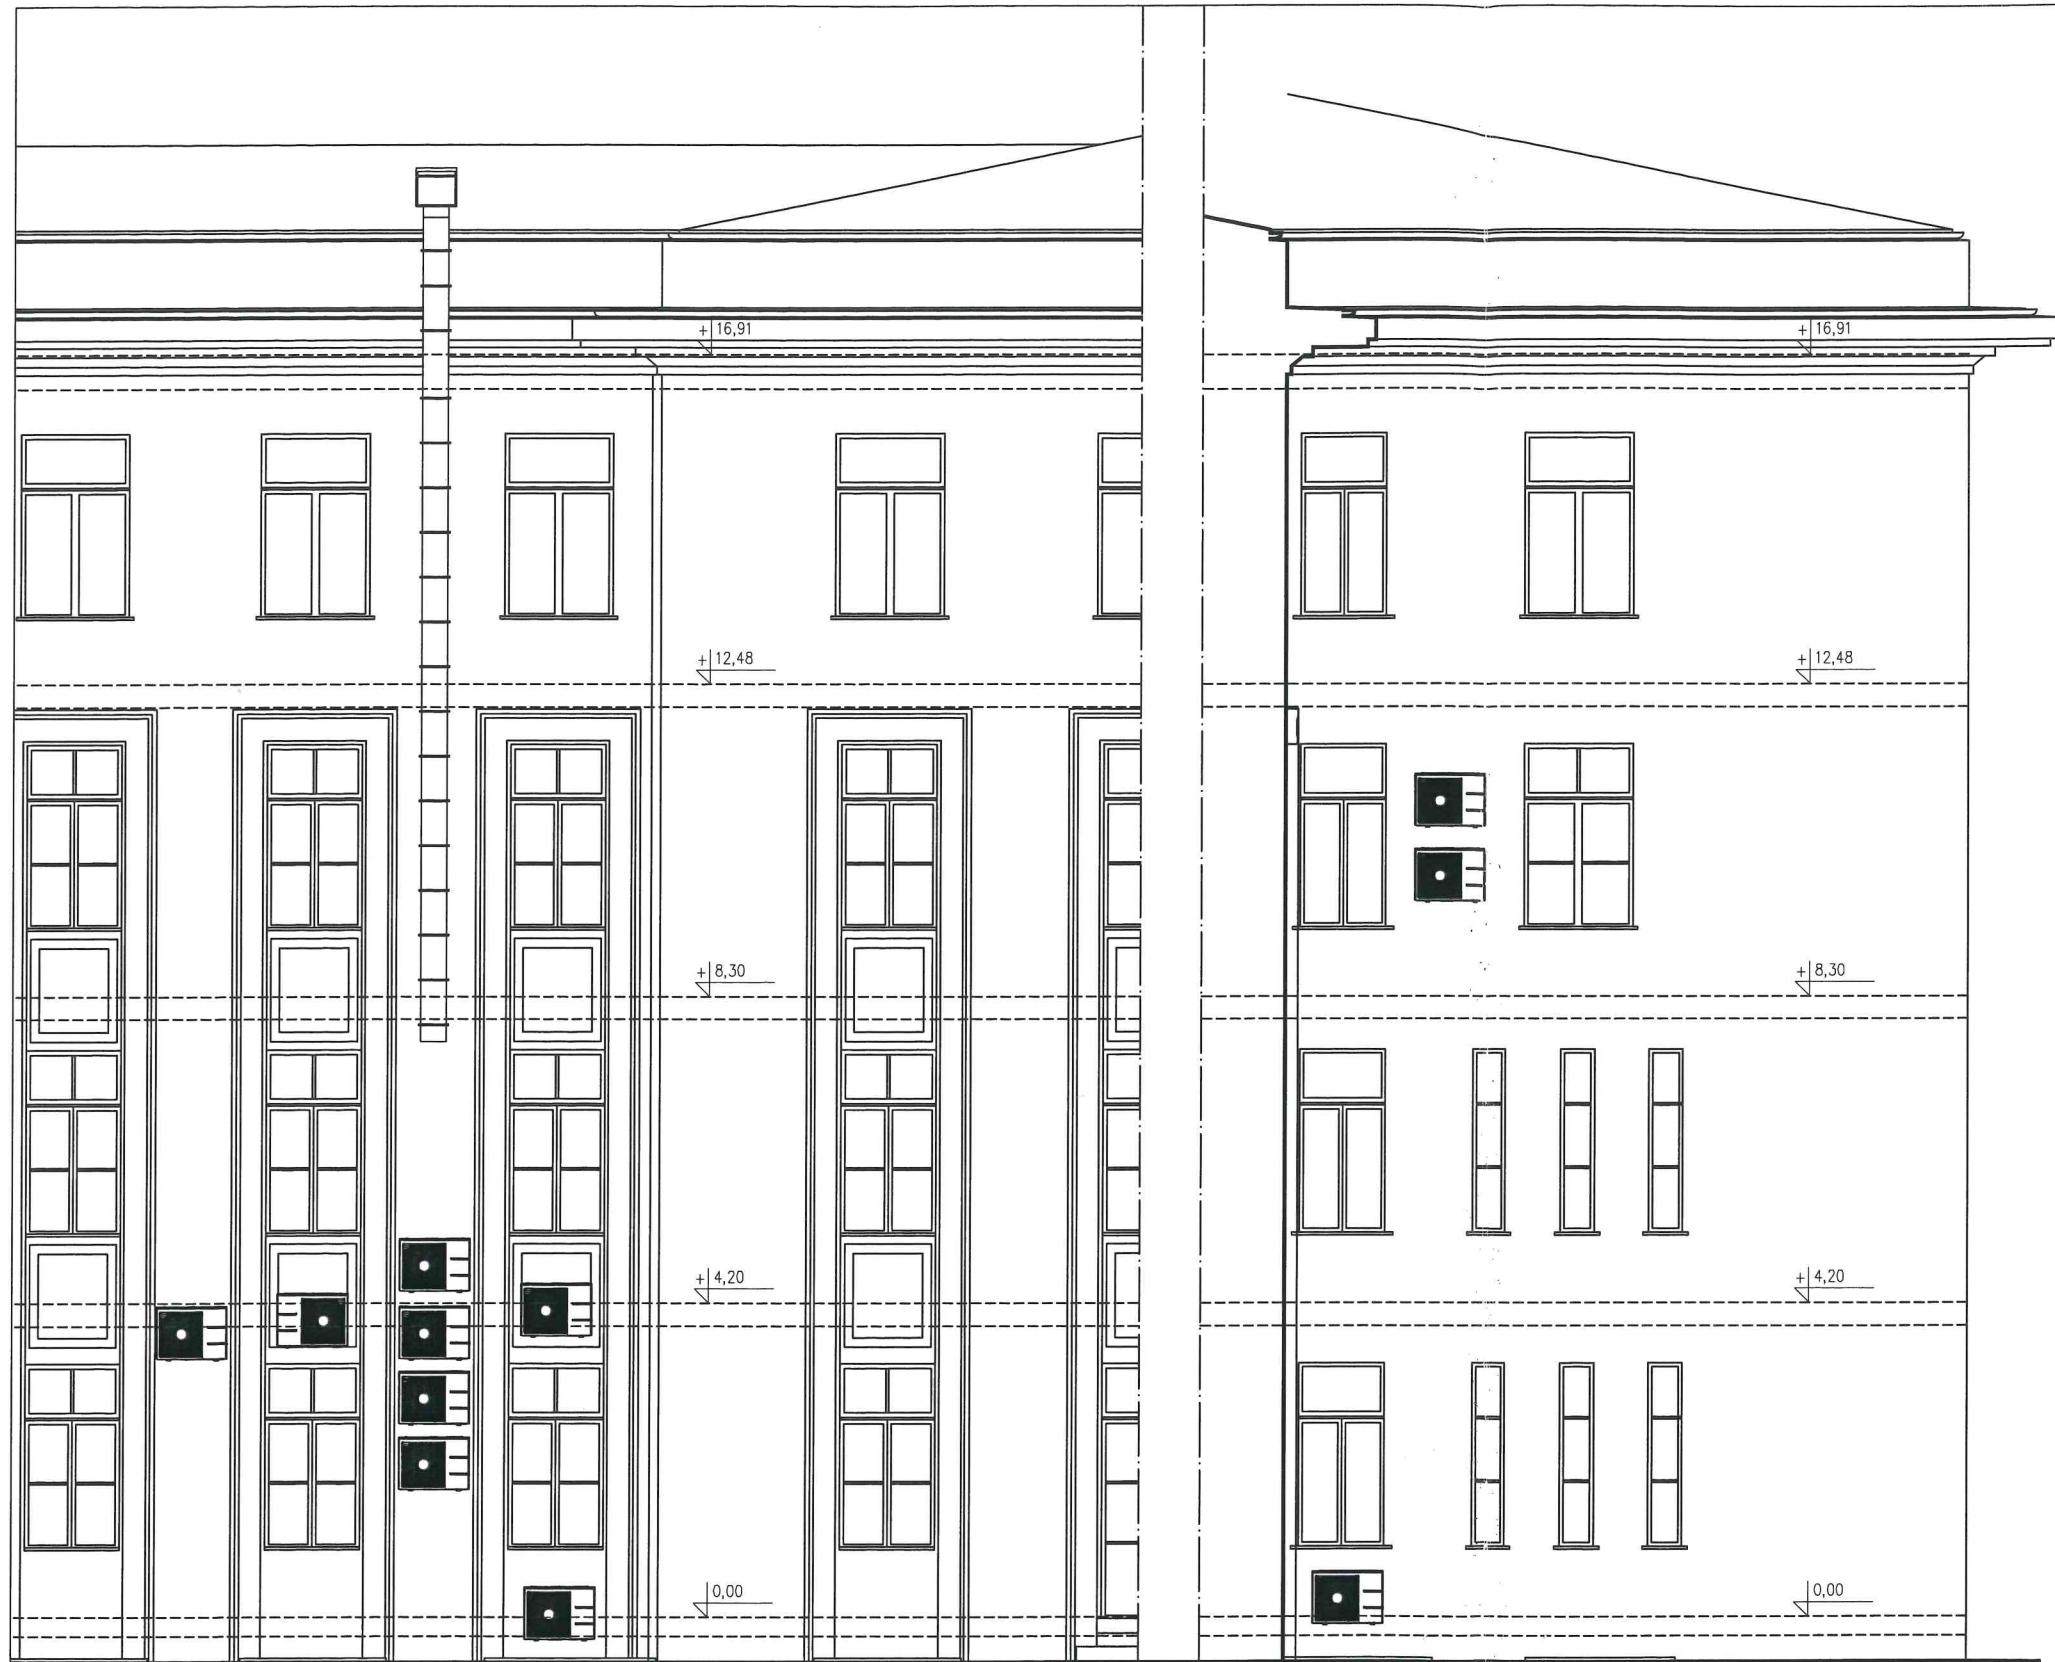 + 16,91 + 16,91
+ 12,48 + 12,48
+ 8,30 + 8,30
+ 4,20 + 4,20
0,00 0,00